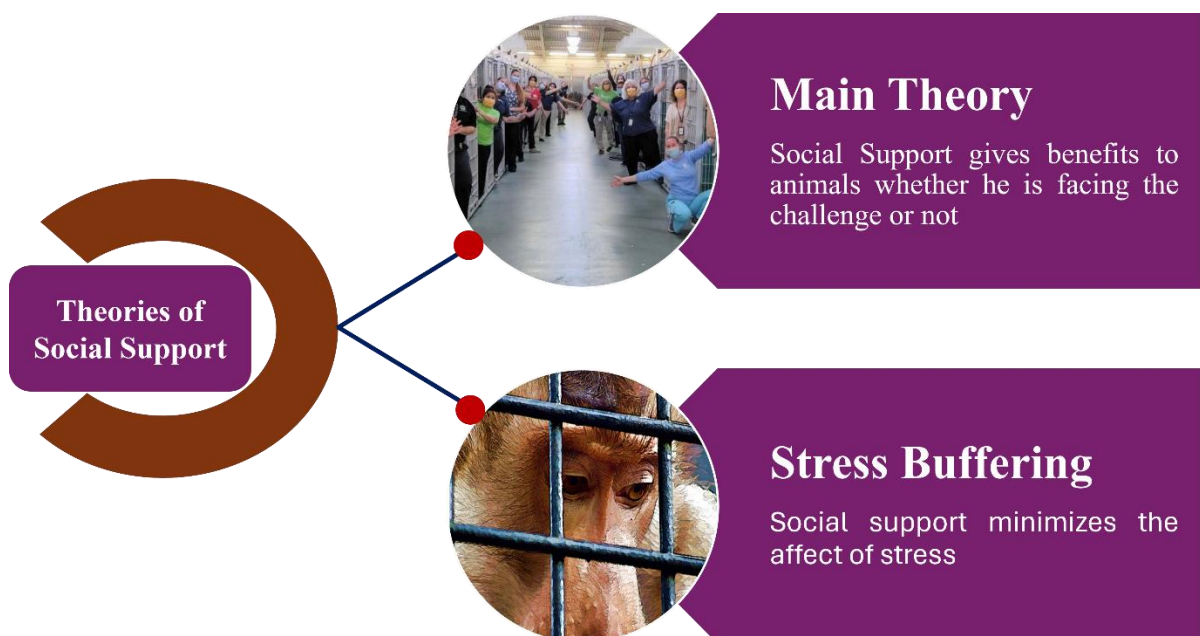 Theories of
Social Support
Main Theory
Social Support gives benefits to
animals whether he is facing the
challenge or not
Stress Buffering
Social support minimizes the
affect of stress